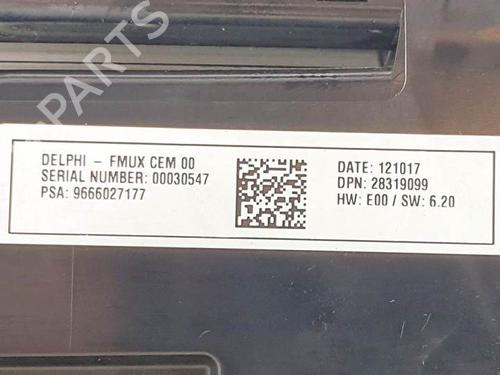 DELPHI – FMUX CEM 00
SERIAL NUMBER: 00030547
PSA: 9666027177
DATE: 121017
DPN: 28319099
HW: E00 / SW: 6.20
B-PARTS